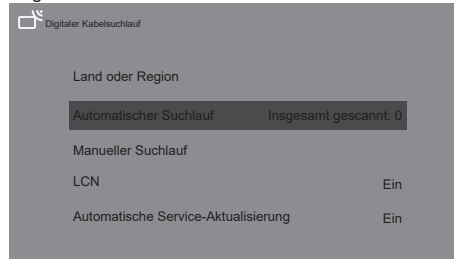 Digitaler Kabelsuchlauf
Land oder Region
Automatischer Suchlauf Insgesamt gescannt: 0
Manueller Suchlauf
LCN Ein
Automatische Service-Aktualisierung Ein